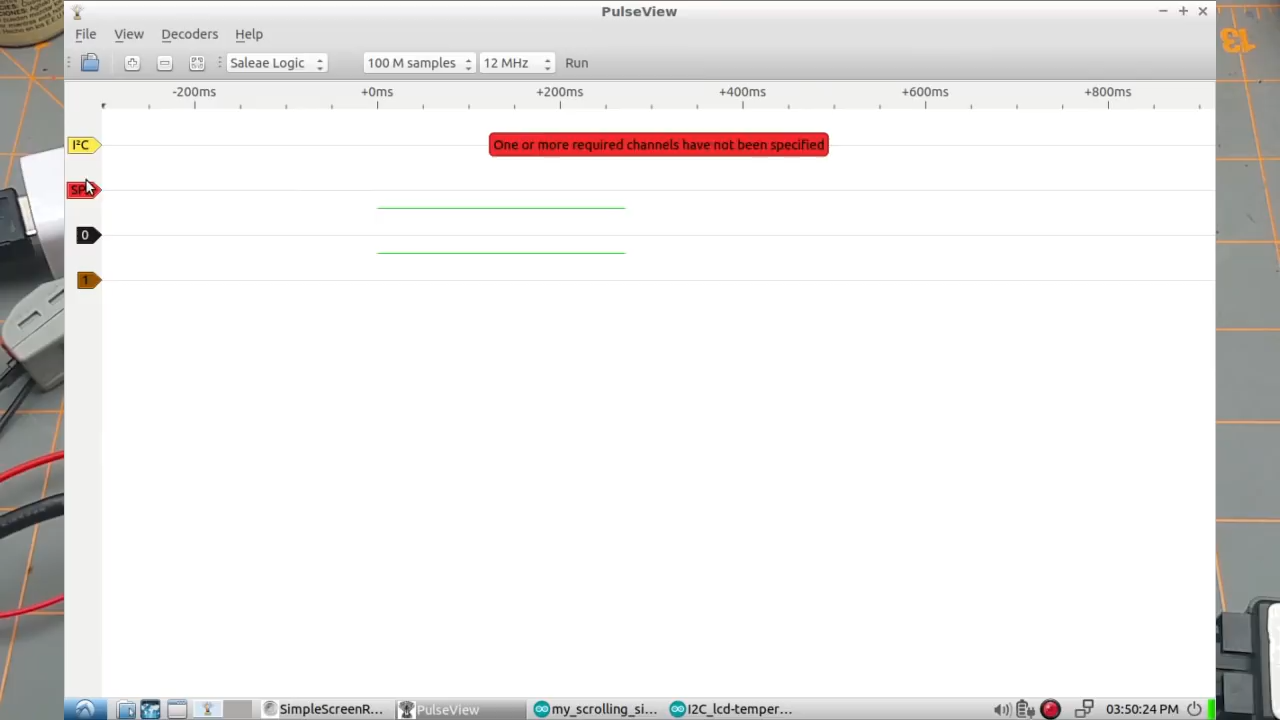 PulseView
File View Decoders Help
Saleae Logic 100 M samples 12 MHz Run
-200ms +0ms +200ms +400ms +600ms +800ms
I²C One or more required channels have not been specified
0
1
13
SimpleScreenR... PulseView my_scrolling_si... I2C_lcd-temper... 03:50:24 PM